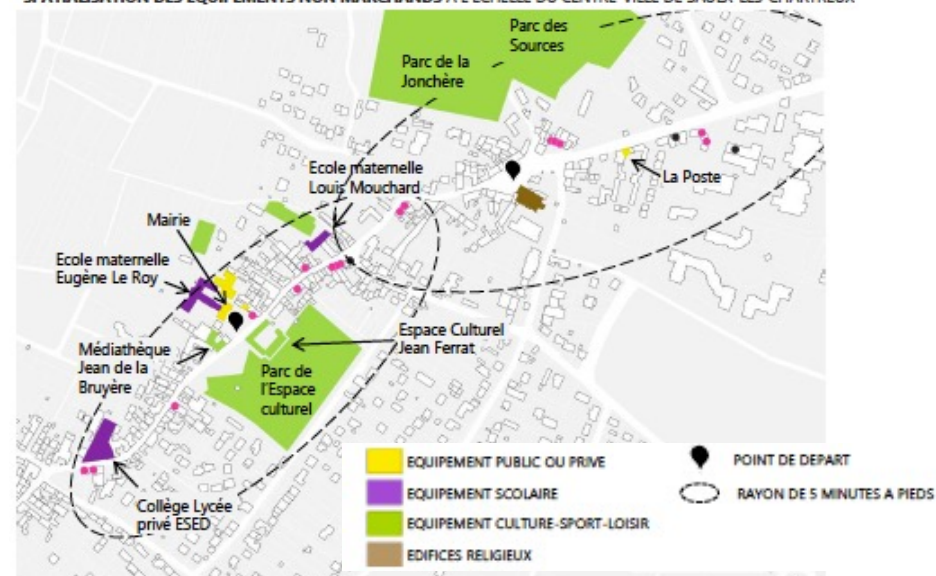 SPATIALISATION DES EQUIPEMENTS NON MARCHANDS A L'ECHELLE DU CENTRE-VILLE DE SAULX-LES-CHARTREUX
Parc des
Sources
Parc de la
Jonchère
Ecole maternelle
Louis Mouchard
La Poste
Mairie
Ecole maternelle
Eugène Le Roy
Espace Culturel
Jean Ferrat
Médiathèque
Jean de la
Bruyère
Parc de
l'Espace
culturel
Collège Lycée
privé ESED
EQUIPEMENT PUBLIC OU PRIVE
EQUIPEMENT SCOLAIRE
EQUIPEMENT CULTURE-SPORT-LOISIR
EDIFICES RELIGIEUX
POINT DE DEPART
RAYON DE 5 MINUTES A PIEDS